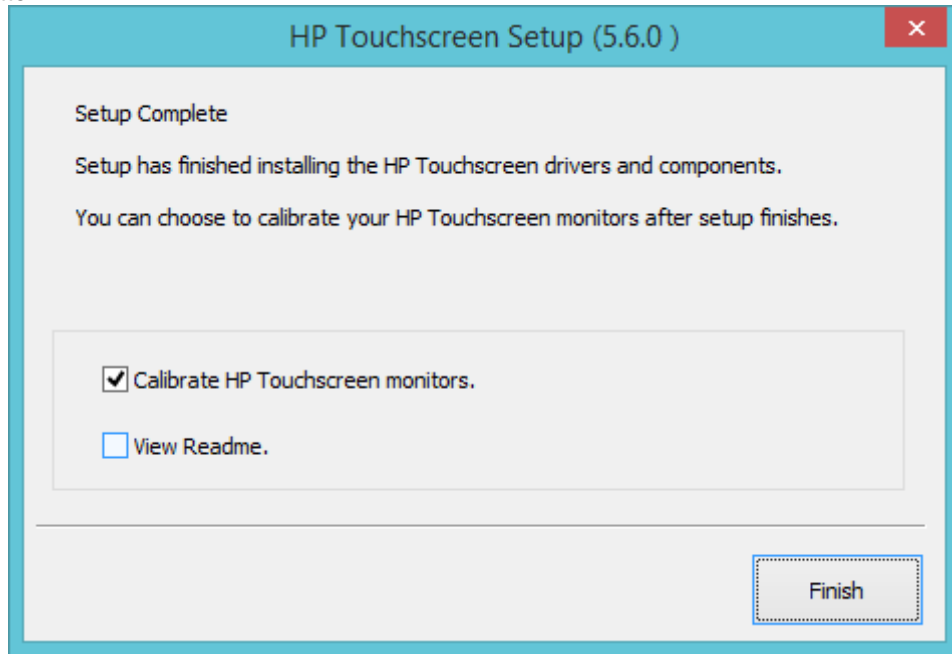 HP Touchscreen Setup (5.6.0 )
Setup Complete
Setup has finished installing the HP Touchscreen drivers and components.
You can choose to calibrate your HP Touchscreen monitors after setup finishes.
Calibrate HP Touchscreen monitors.
View Readme.
Finish